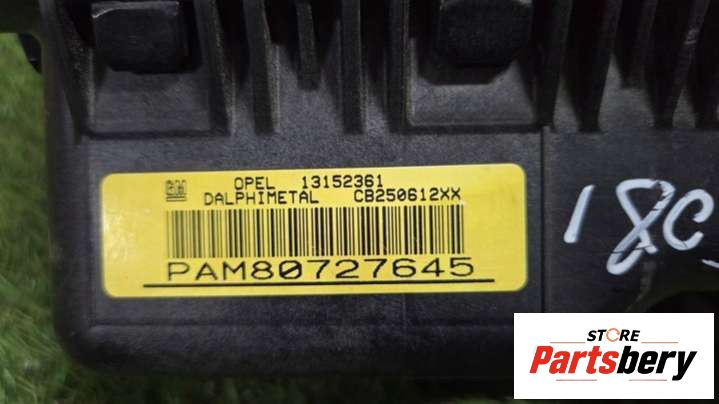 GM OPEL 13152361
DALPHIMETAL CB250612XX
PAM80727645
18C
STORE
Partsbery